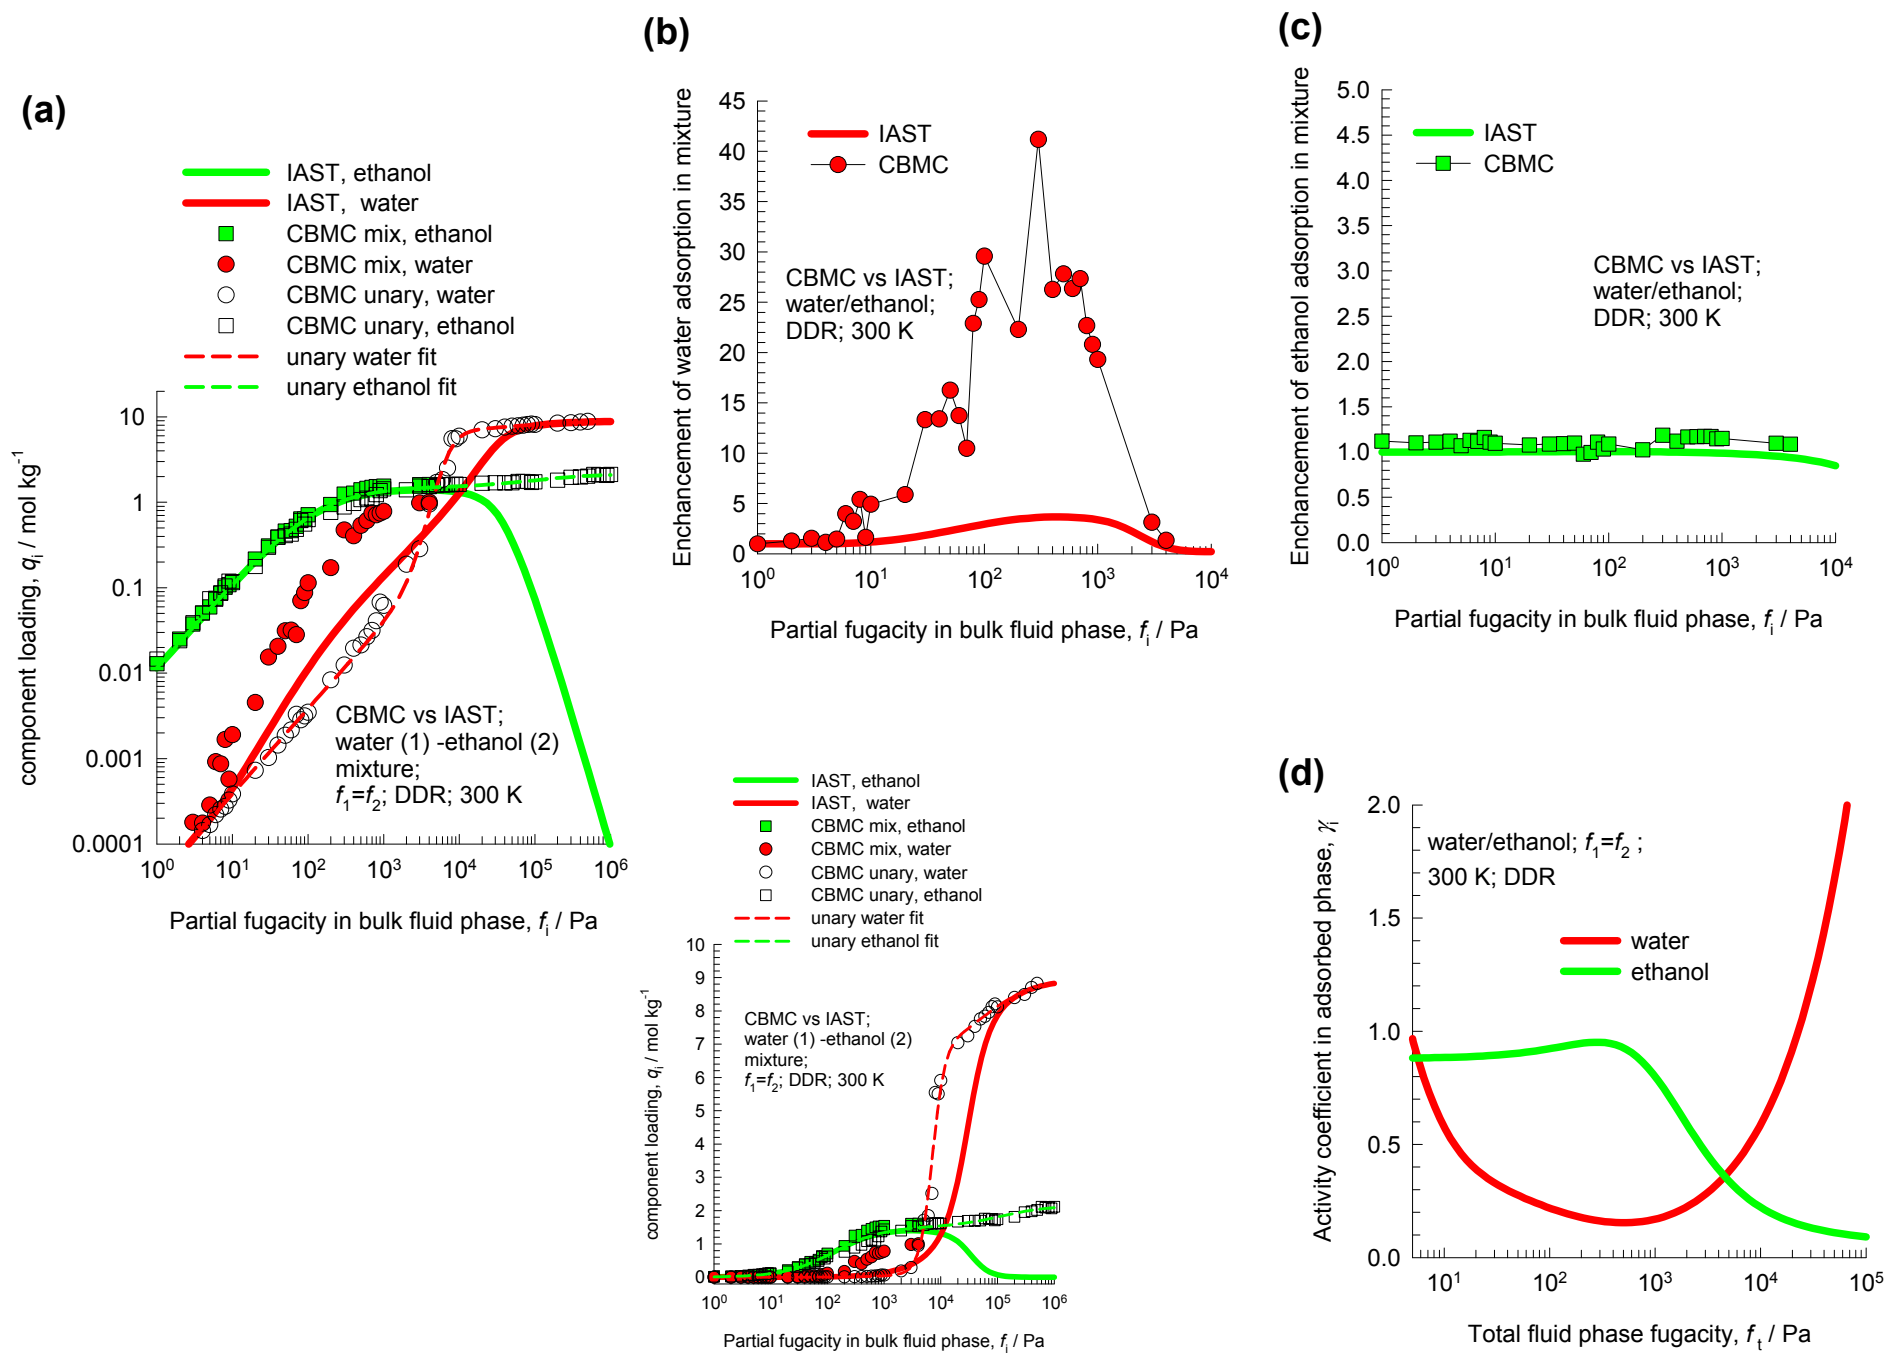 (a)
IAST, ethanol
IAST, water
CBMC mix, ethanol
CBMC mix, water
CBMC unary, water
CBMC unary, ethanol
unary water fit
unary ethanol fit
component loading, qi / mol kg-1
10
1
0.1
0.01
0.001
0.0001
CBMC vs IAST;
water (1) -ethanol (2)
mixture;
f1=f2; DDR; 300 K
10^0 10^1 10^2 10^3 10^4 10^5 10^6
Partial fugacity in bulk fluid phase, fi / Pa
(b)
Enchancement of water adsorption in mixture
45
40
35
30
25
20
15
10
5
0
IAST
CBMC
CBMC vs IAST;
water/ethanol;
DDR; 300 K
10^0 10^1 10^2 10^3 10^4
Partial fugacity in bulk fluid phase, fi / Pa
(c)
Enchancement of ethanol adsorption in mixture
5.0
4.5
4.0
3.5
3.0
2.5
2.0
1.5
1.0
0.5
0.0
IAST
CBMC
CBMC vs IAST;
water/ethanol;
DDR; 300 K
10^0 10^1 10^2 10^3 10^4
Partial fugacity in bulk fluid phase, fi / Pa
IAST, ethanol
IAST, water
CBMC mix, ethanol
CBMC mix, water
CBMC unary, water
CBMC unary, ethanol
unary water fit
unary ethanol fit
component loading, qi / mol kg-1
10
9
8
7
6
5
4
3
2
1
0
CBMC vs IAST;
water (1) -ethanol (2)
mixture;
f1=f2; DDR; 300 K
10^0 10^1 10^2 10^3 10^4 10^5 10^6
Partial fugacity in bulk fluid phase, fi / Pa
(d)
Activity coefficient in adsorbed phase, γi
2.0
1.5
1.0
0.5
0.0
water/ethanol; f1=f2 ;
300 K; DDR
water
ethanol
10^1 10^2 10^3 10^4 10^5
Total fluid phase fugacity, ft / Pa